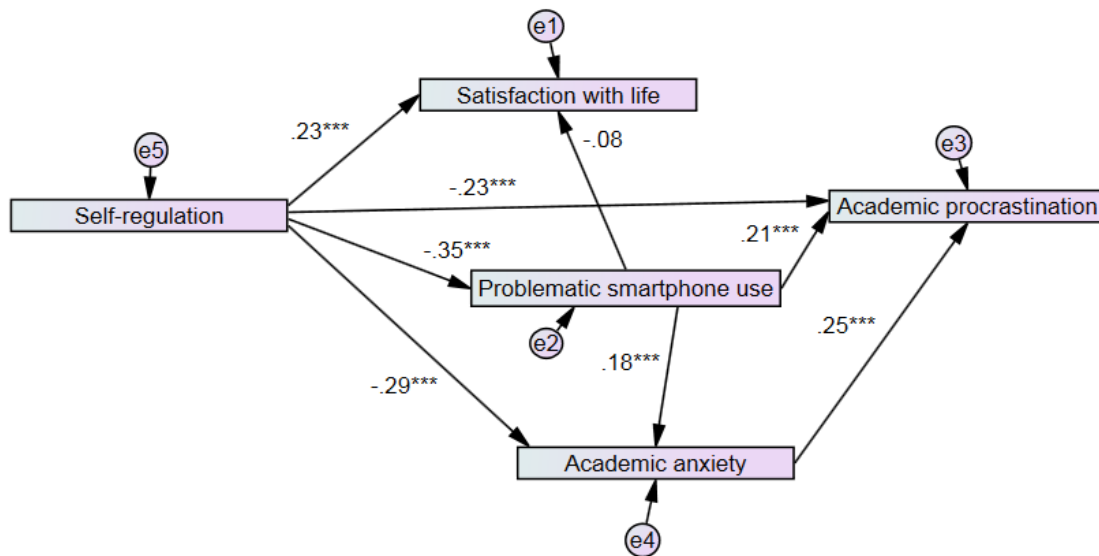 e1
Satisfaction with life
.23***
-.08
e5
e3
-.23***
Self-regulation
Academic procrastination
-.35***
.21***
Problematic smartphone use
e2
.25***
.18***
-.29***
Academic anxiety
e4